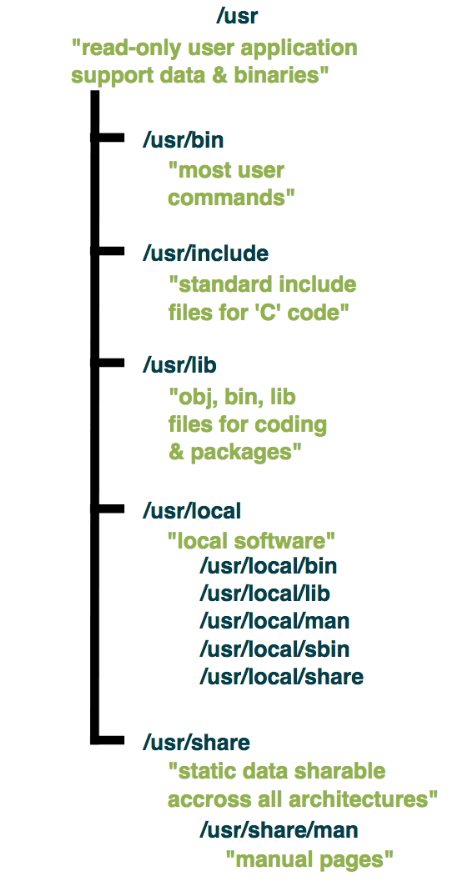 /usr
"read-only user application
support data & binaries"
/usr/bin
"most user
commands"
/usr/include
"standard include
files for 'C' code"
/usr/lib
"obj, bin, lib
files for coding
& packages"
/usr/local
"local software"
/usr/local/bin
/usr/local/lib
/usr/local/man
/usr/local/sbin
/usr/local/share
/usr/share
"static data sharable
accross all architectures"
/usr/share/man
"manual pages"